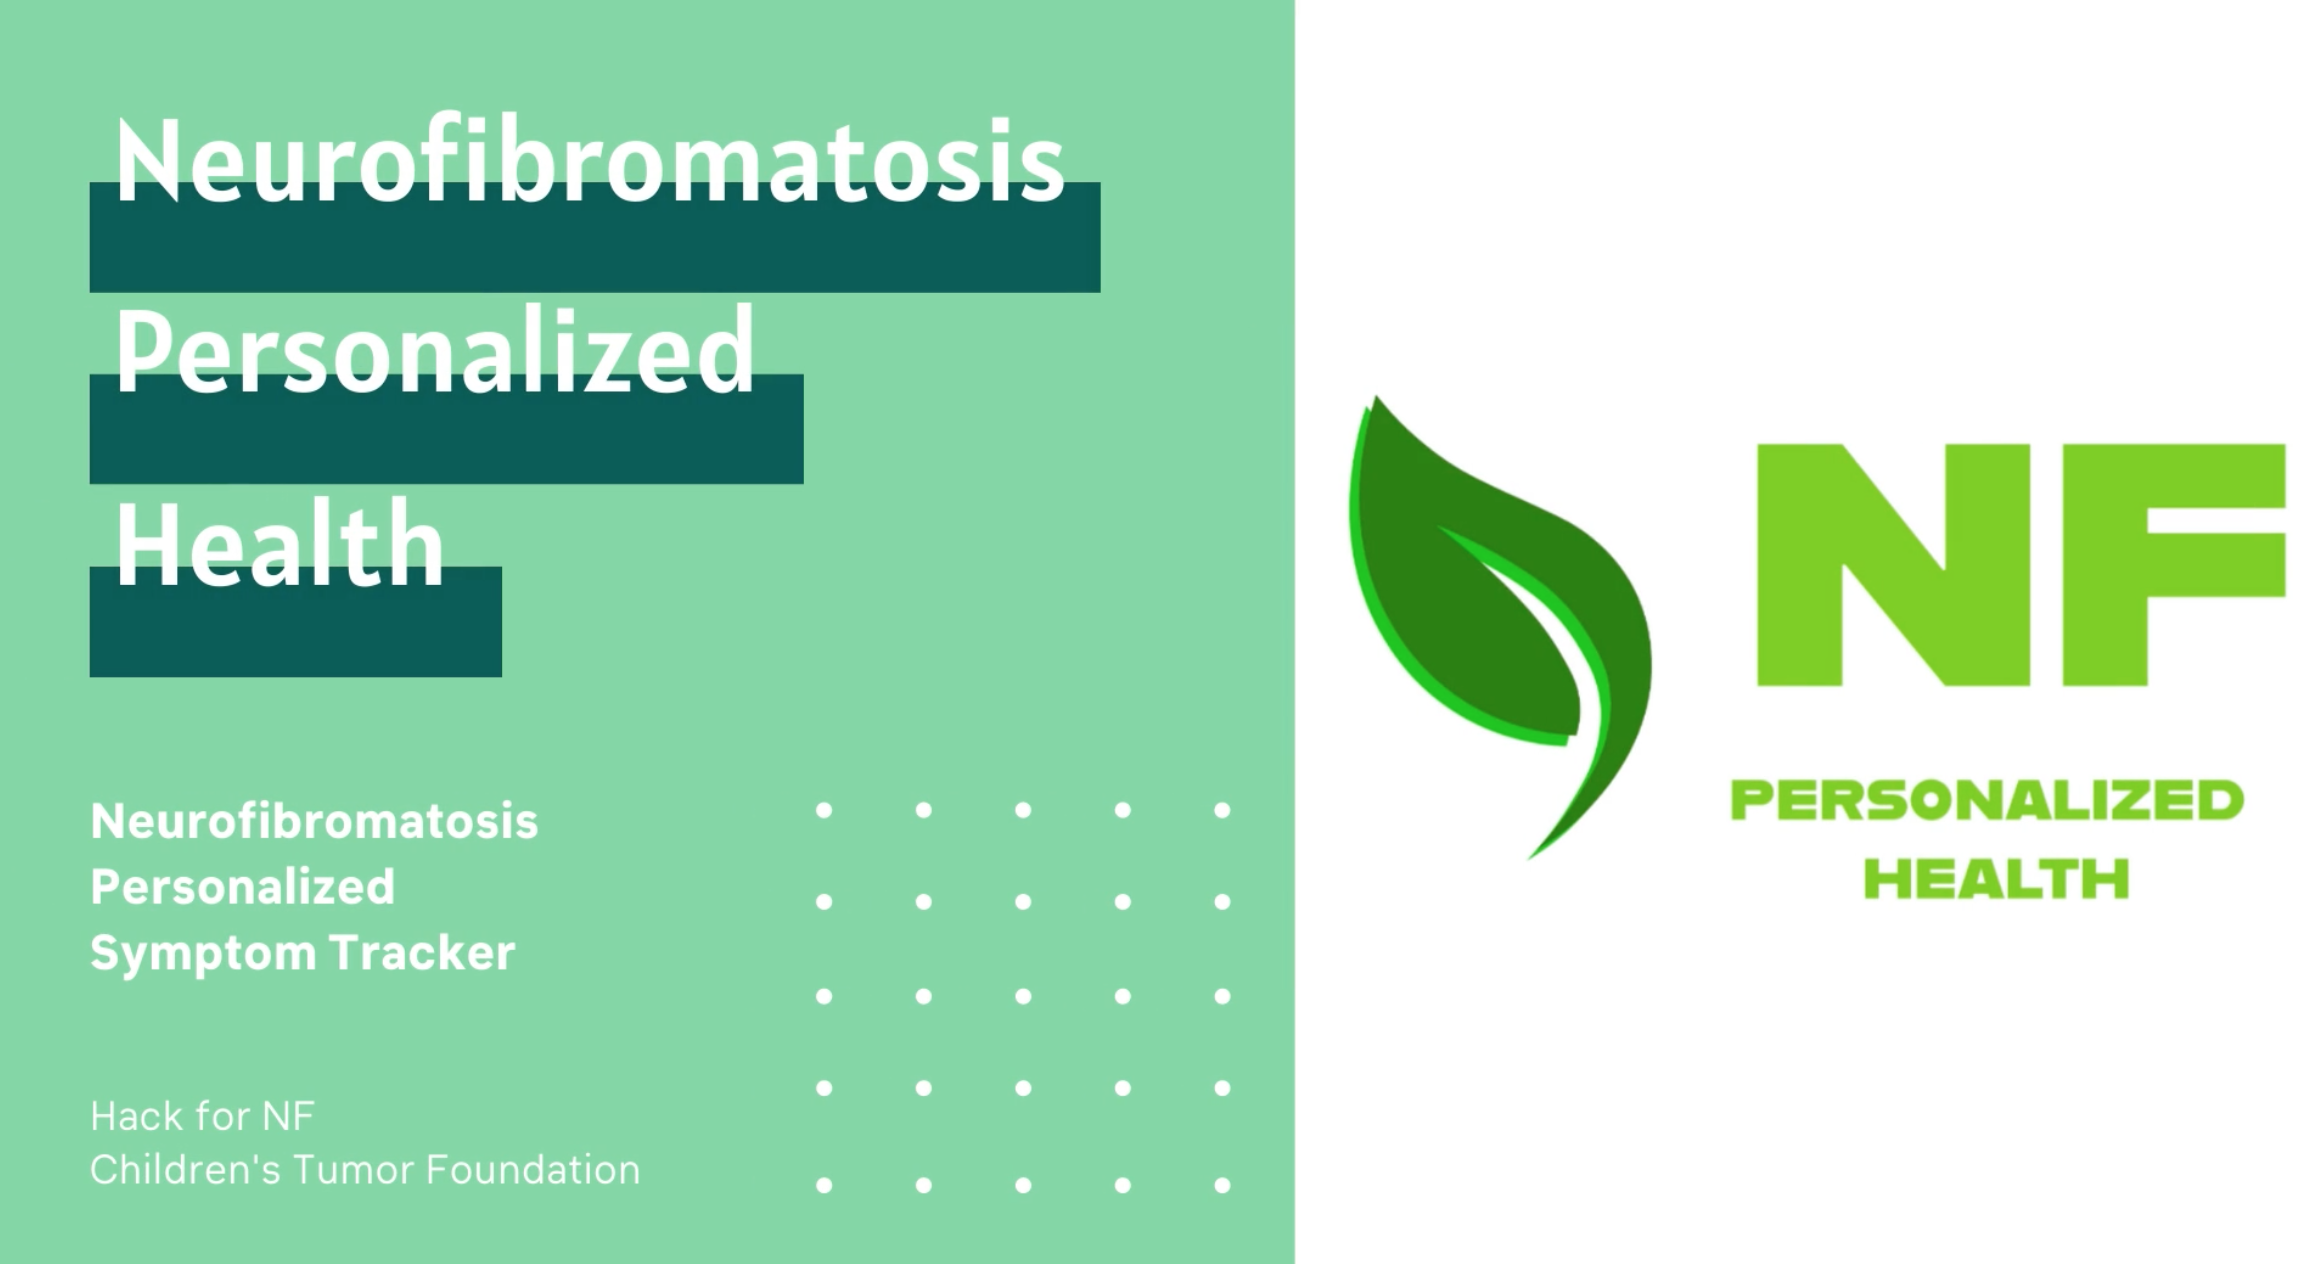 Neurofibromatosis
Personalized
Health
Neurofibromatosis
Personalized
Symptom Tracker
Hack for NF
Children's Tumor Foundation
NF
PERSONALIZED
HEALTH